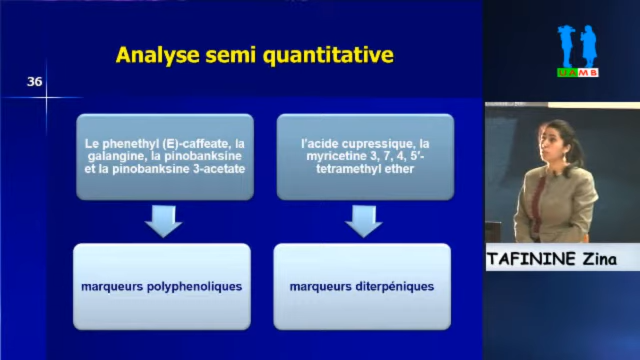 Analyse semi quantitative
36
UAMB
Le phenethyl (E)-caffeate, la
galangine, la pinobanksine
et la pinobanksine 3-acetate
l'acide cupressique, la
myricetine 3, 7, 4, 5'-
tetramethyl ether
marqueurs polyphenoliques
marqueurs diterpéniques
TAFININE Zina